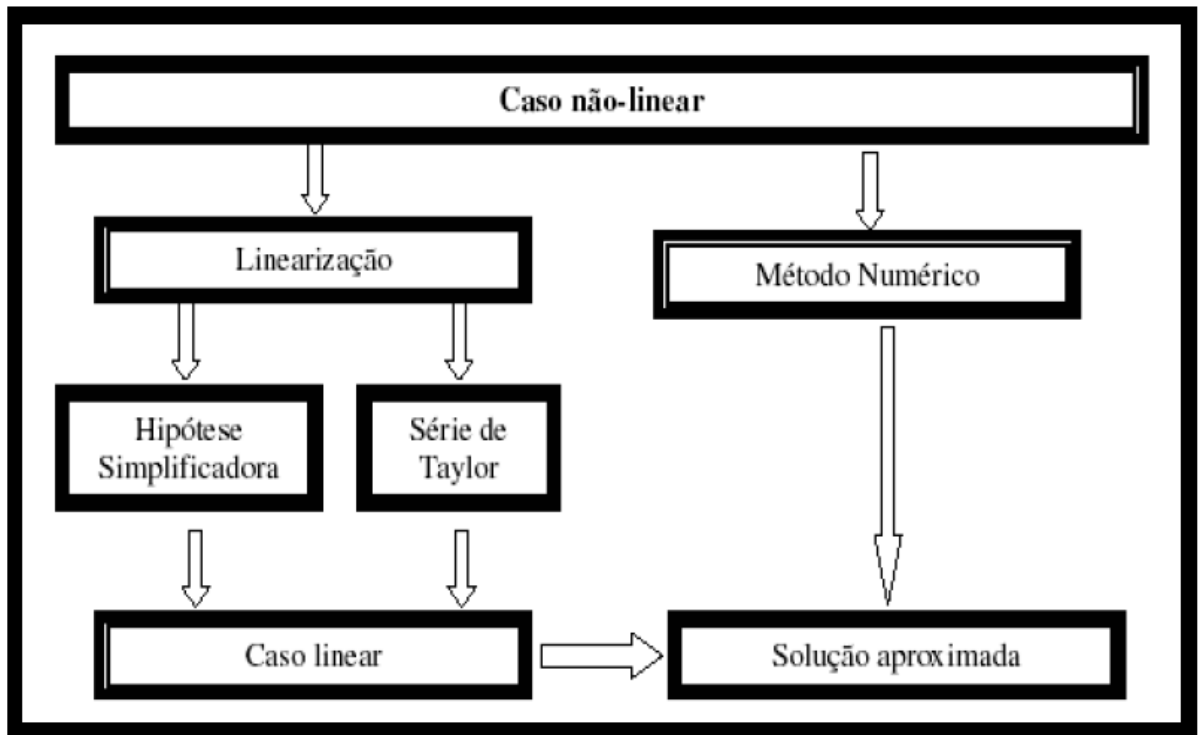 Caso não-linear
Linearização
Método Numérico
Hipótese
Simplificadora
Série de
Taylor
Caso linear
Solução aproximada